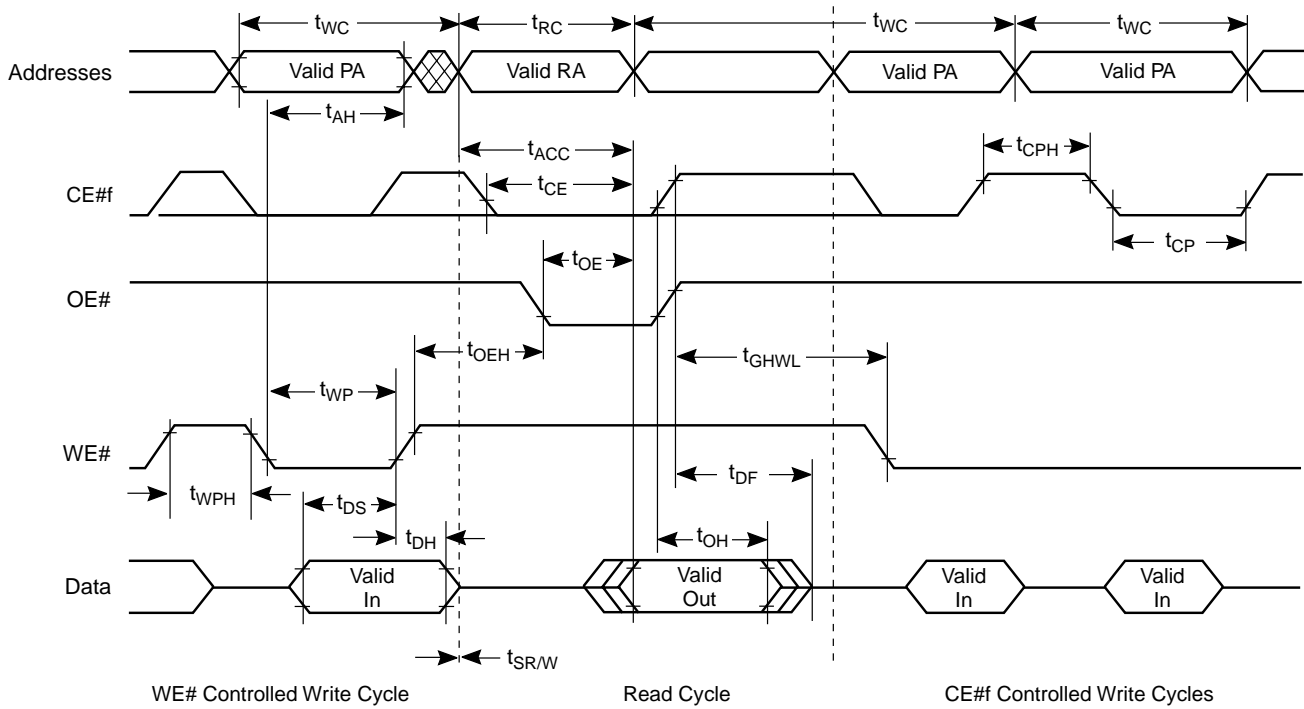 tWC tRC tWC tWC
Addresses Valid PA Valid RA Valid PA Valid PA
tAH
tACC tCPH
CE#f tCE
tCP
tOE
OE#
tOEH tGHWL
tWP
WE#
tDF
tWPH tDS
tDH tOH
Data Valid In Valid Out Valid In Valid In
tSR/W
WE# Controlled Write Cycle Read Cycle CE#f Controlled Write Cycles